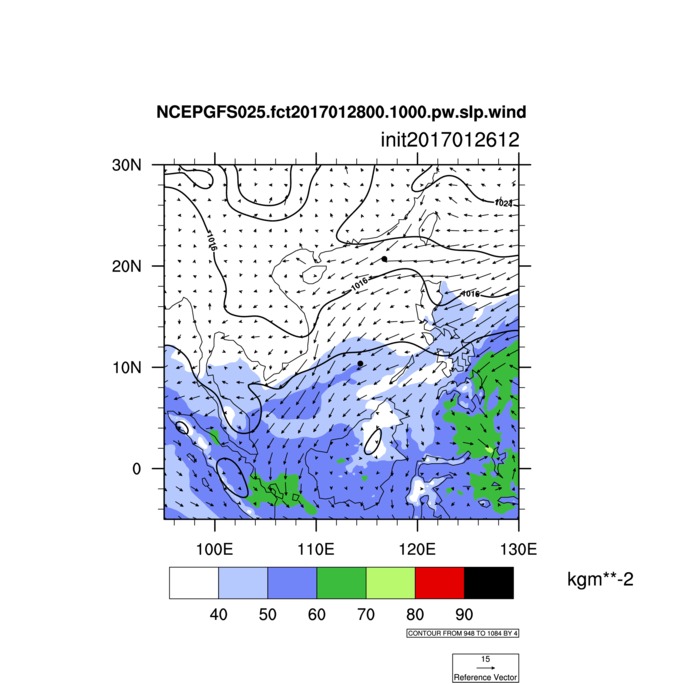 NCEPGFS025.fct2017012800.1000.pw.slp.wind
init2017012612
30N
1024
1016
20N
1016
1016
10N
0
100E 110E 120E 130E
kgm**-2
40 50 60 70 80 90
CONTOUR FROM 948 TO 1084 BY 4
15
Reference Vector